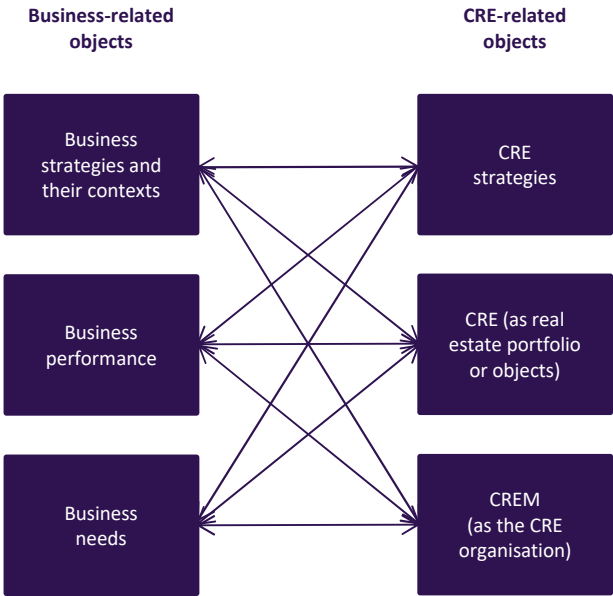 Business-related
objects
CRE-related
objects
Business
strategies and
their contexts
CRE
strategies
Business
performance
CRE (as real
estate portfolio
or objects)
Business
needs
CREM
(as the CRE
organisation)